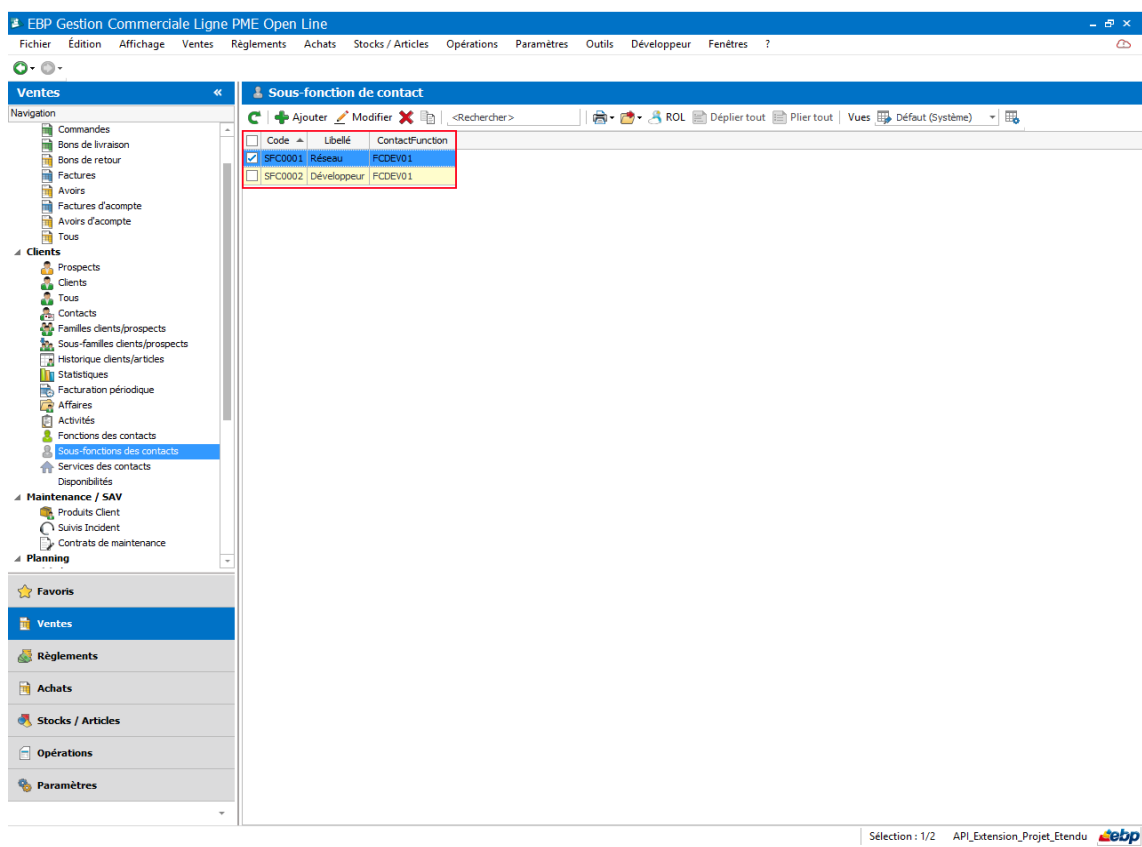 EBP Gestion Commerciale Ligne PME Open Line
Fichier Édition Affichage Ventes Règlements Achats Stocks / Articles Opérations Paramètres Outils Développeur Fenêtres ?
Ventes «
Navigation
Commandes
Bons de livraison
Bons de retour
Factures
Avoirs
Factures d'acompte
Avoirs d'acompte
Tous
Clients
Prospects
Clients
Tous
Contacts
Familles clients/prospects
Sous-familles clients/prospects
Historique clients/articles
Statistiques
Facturation périodique
Affaires
Activités
Fonctions des contacts
Sous-fonctions des contacts
Services des contacts
Disponibilités
Maintenance / SAV
Produits Client
Suivis Incident
Contrats de maintenance
Planning
Favoris
Ventes
Règlements
Achats
Stocks / Articles
Opérations
Paramètres
Sous-fonction de contact
Ajouter Modifier <Rechercher> ROL Déplier tout Plier tout Vues Défaut (Système)
Code Libellé ContactFunction
SFC0001 Réseau FCDEV01
SFC0002 Développeur FCDEV01
Sélection : 1/2 API_Extension_Projet_Etendu ebp